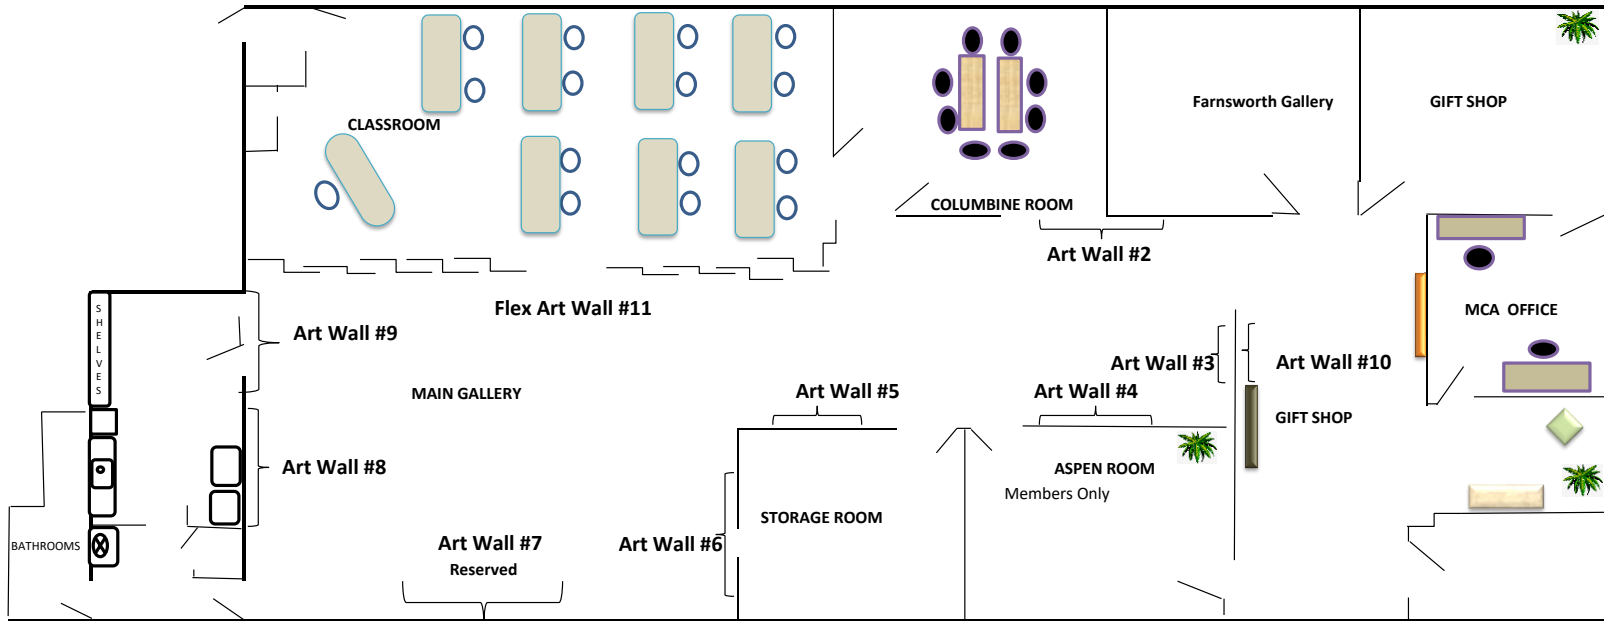 CLASSROOM
Farnsworth Gallery
GIFT SHOP
COLUMBINE ROOM
Art Wall #2
Flex Art Wall #11
MCA OFFICE
SHELVES
Art Wall #9
Art Wall #3
Art Wall #10
MAIN GALLERY
Art Wall #5
Art Wall #4
GIFT SHOP
Art Wall #8
ASPEN ROOM
Members Only
STORAGE ROOM
BATHROOMS
Art Wall #7
Reserved
Art Wall #6